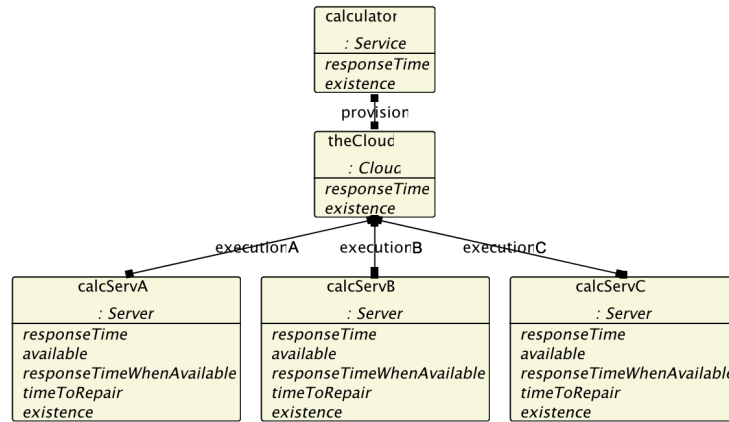 calculator
: Service
responseTime
existence
provision
theCloud
: Cloud
responseTime
existence
executionA executionB executionC
calcServA
: Server
responseTime
available
responseTimeWhenAvailable
timeToRepair
existence
calcServB
: Server
responseTime
available
responseTimeWhenAvailable
timeToRepair
existence
calcServC
: Server
responseTime
available
responseTimeWhenAvailable
timeToRepair
existence